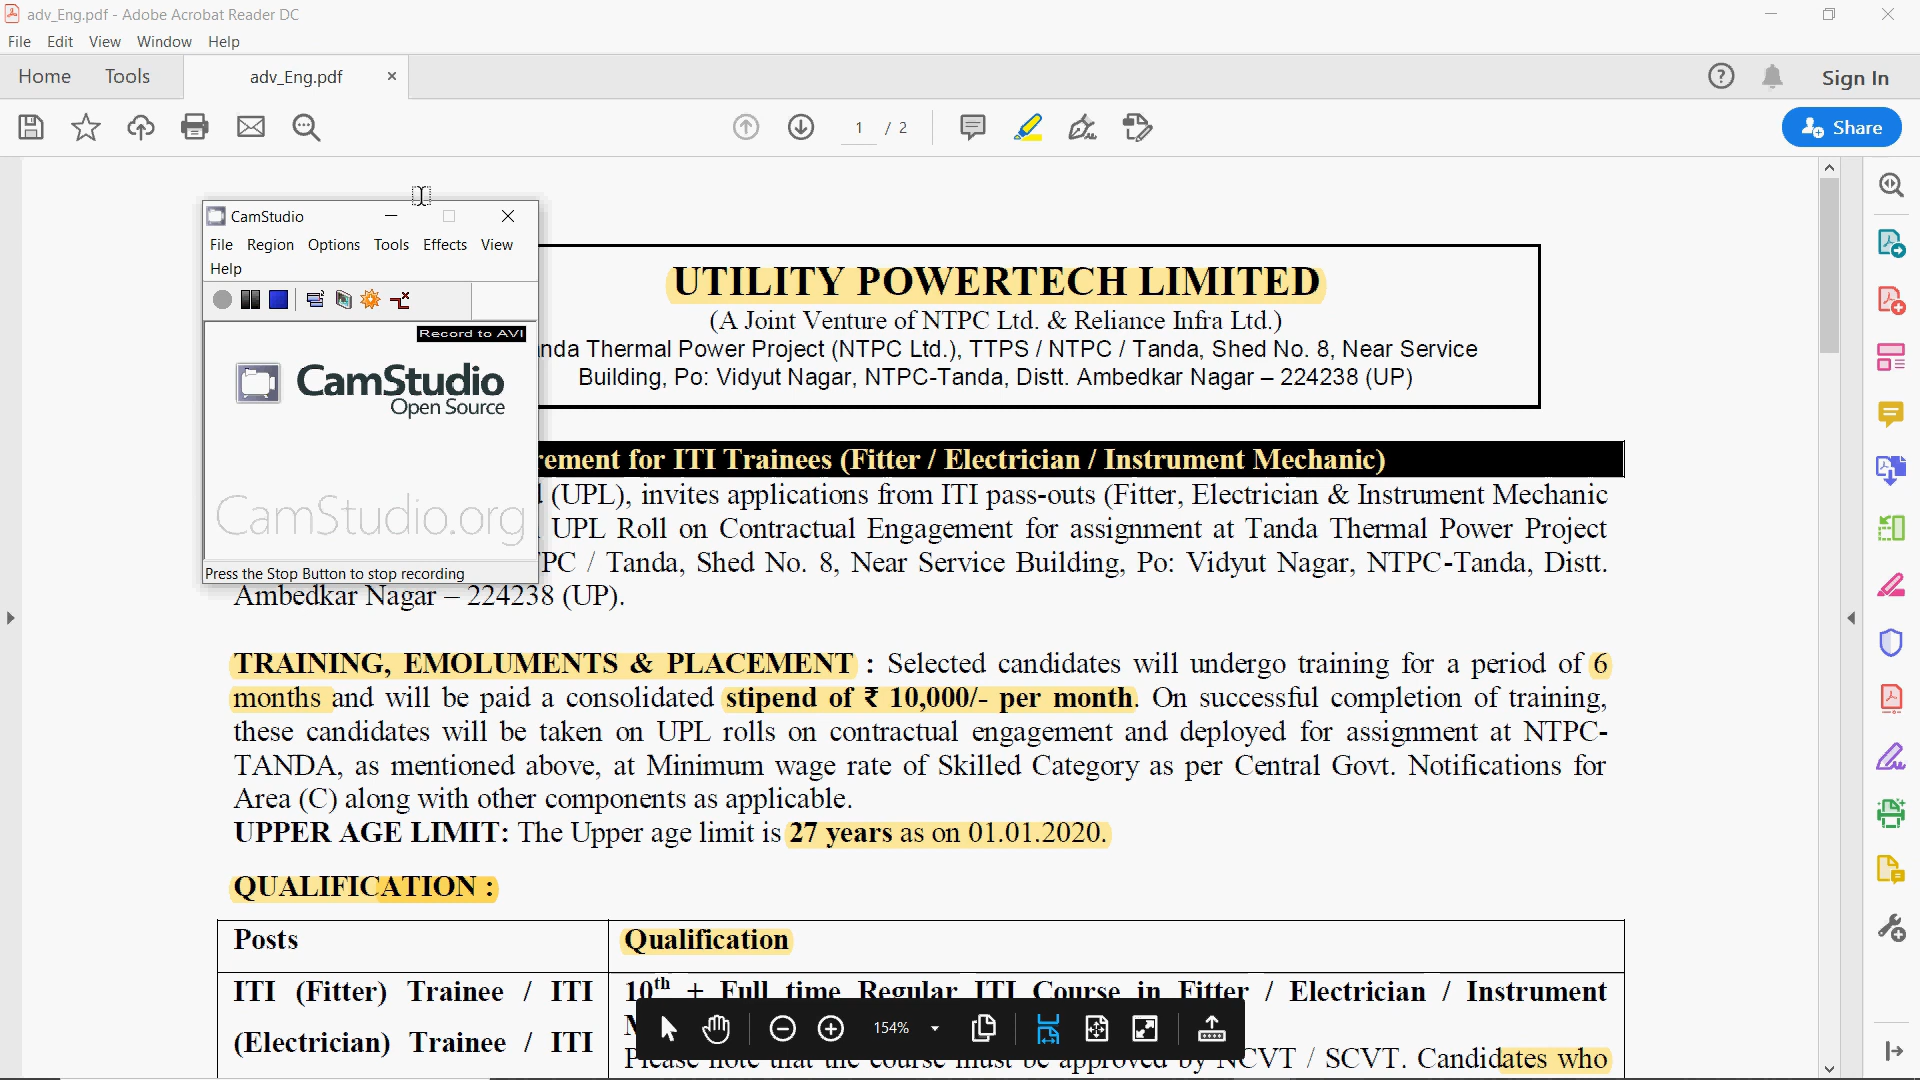 adv_Eng.pdf - Adobe Acrobat Reader DC
File Edit View Window Help
Home Tools adv_Eng.pdf × Sign In
1 / 2
Share
CamStudio
File Region Options Tools Effects View
Help
Record to AVI
CamStudio
Open Source
CamStudio.org
Press the Stop Button to stop recording
UTILITY POWERTECH LIMITED
(A Joint Venture of NTPC Ltd. & Reliance Infra Ltd.)
nda Thermal Power Project (NTPC Ltd.), TTPS / NTPC / Tanda, Shed No. 8, Near Service
Building, Po: Vidyut Nagar, NTPC-Tanda, Distt. Ambedkar Nagar – 224238 (UP)
rement for ITI Trainees (Fitter / Electrician / Instrument Mechanic)
(UPL), invites applications from ITI pass-outs (Fitter, Electrician & Instrument Mechanic
UPL Roll on Contractual Engagement for assignment at Tanda Thermal Power Project
PC / Tanda, Shed No. 8, Near Service Building, Po: Vidyut Nagar, NTPC-Tanda, Distt.
Ambedkar Nagar – 224238 (UP).
TRAINING, EMOLUMENTS & PLACEMENT : Selected candidates will undergo training for a period of 6
months and will be paid a consolidated stipend of ₹ 10,000/- per month. On successful completion of training,
these candidates will be taken on UPL rolls on contractual engagement and deployed for assignment at NTPC-
TANDA, as mentioned above, at Minimum wage rate of Skilled Category as per Central Govt. Notifications for
Area (C) along with other components as applicable.
UPPER AGE LIMIT: The Upper age limit is 27 years as on 01.01.2020.
QUALIFICATION :
Posts Qualification
ITI (Fitter) Trainee / ITI 10th + Full time Regular ITI Course in Fitter / Electrician / Instrument
(Electrician) Trainee / ITI
Please note that the course must be approved by NCVT / SCVT. Candidates who
154%